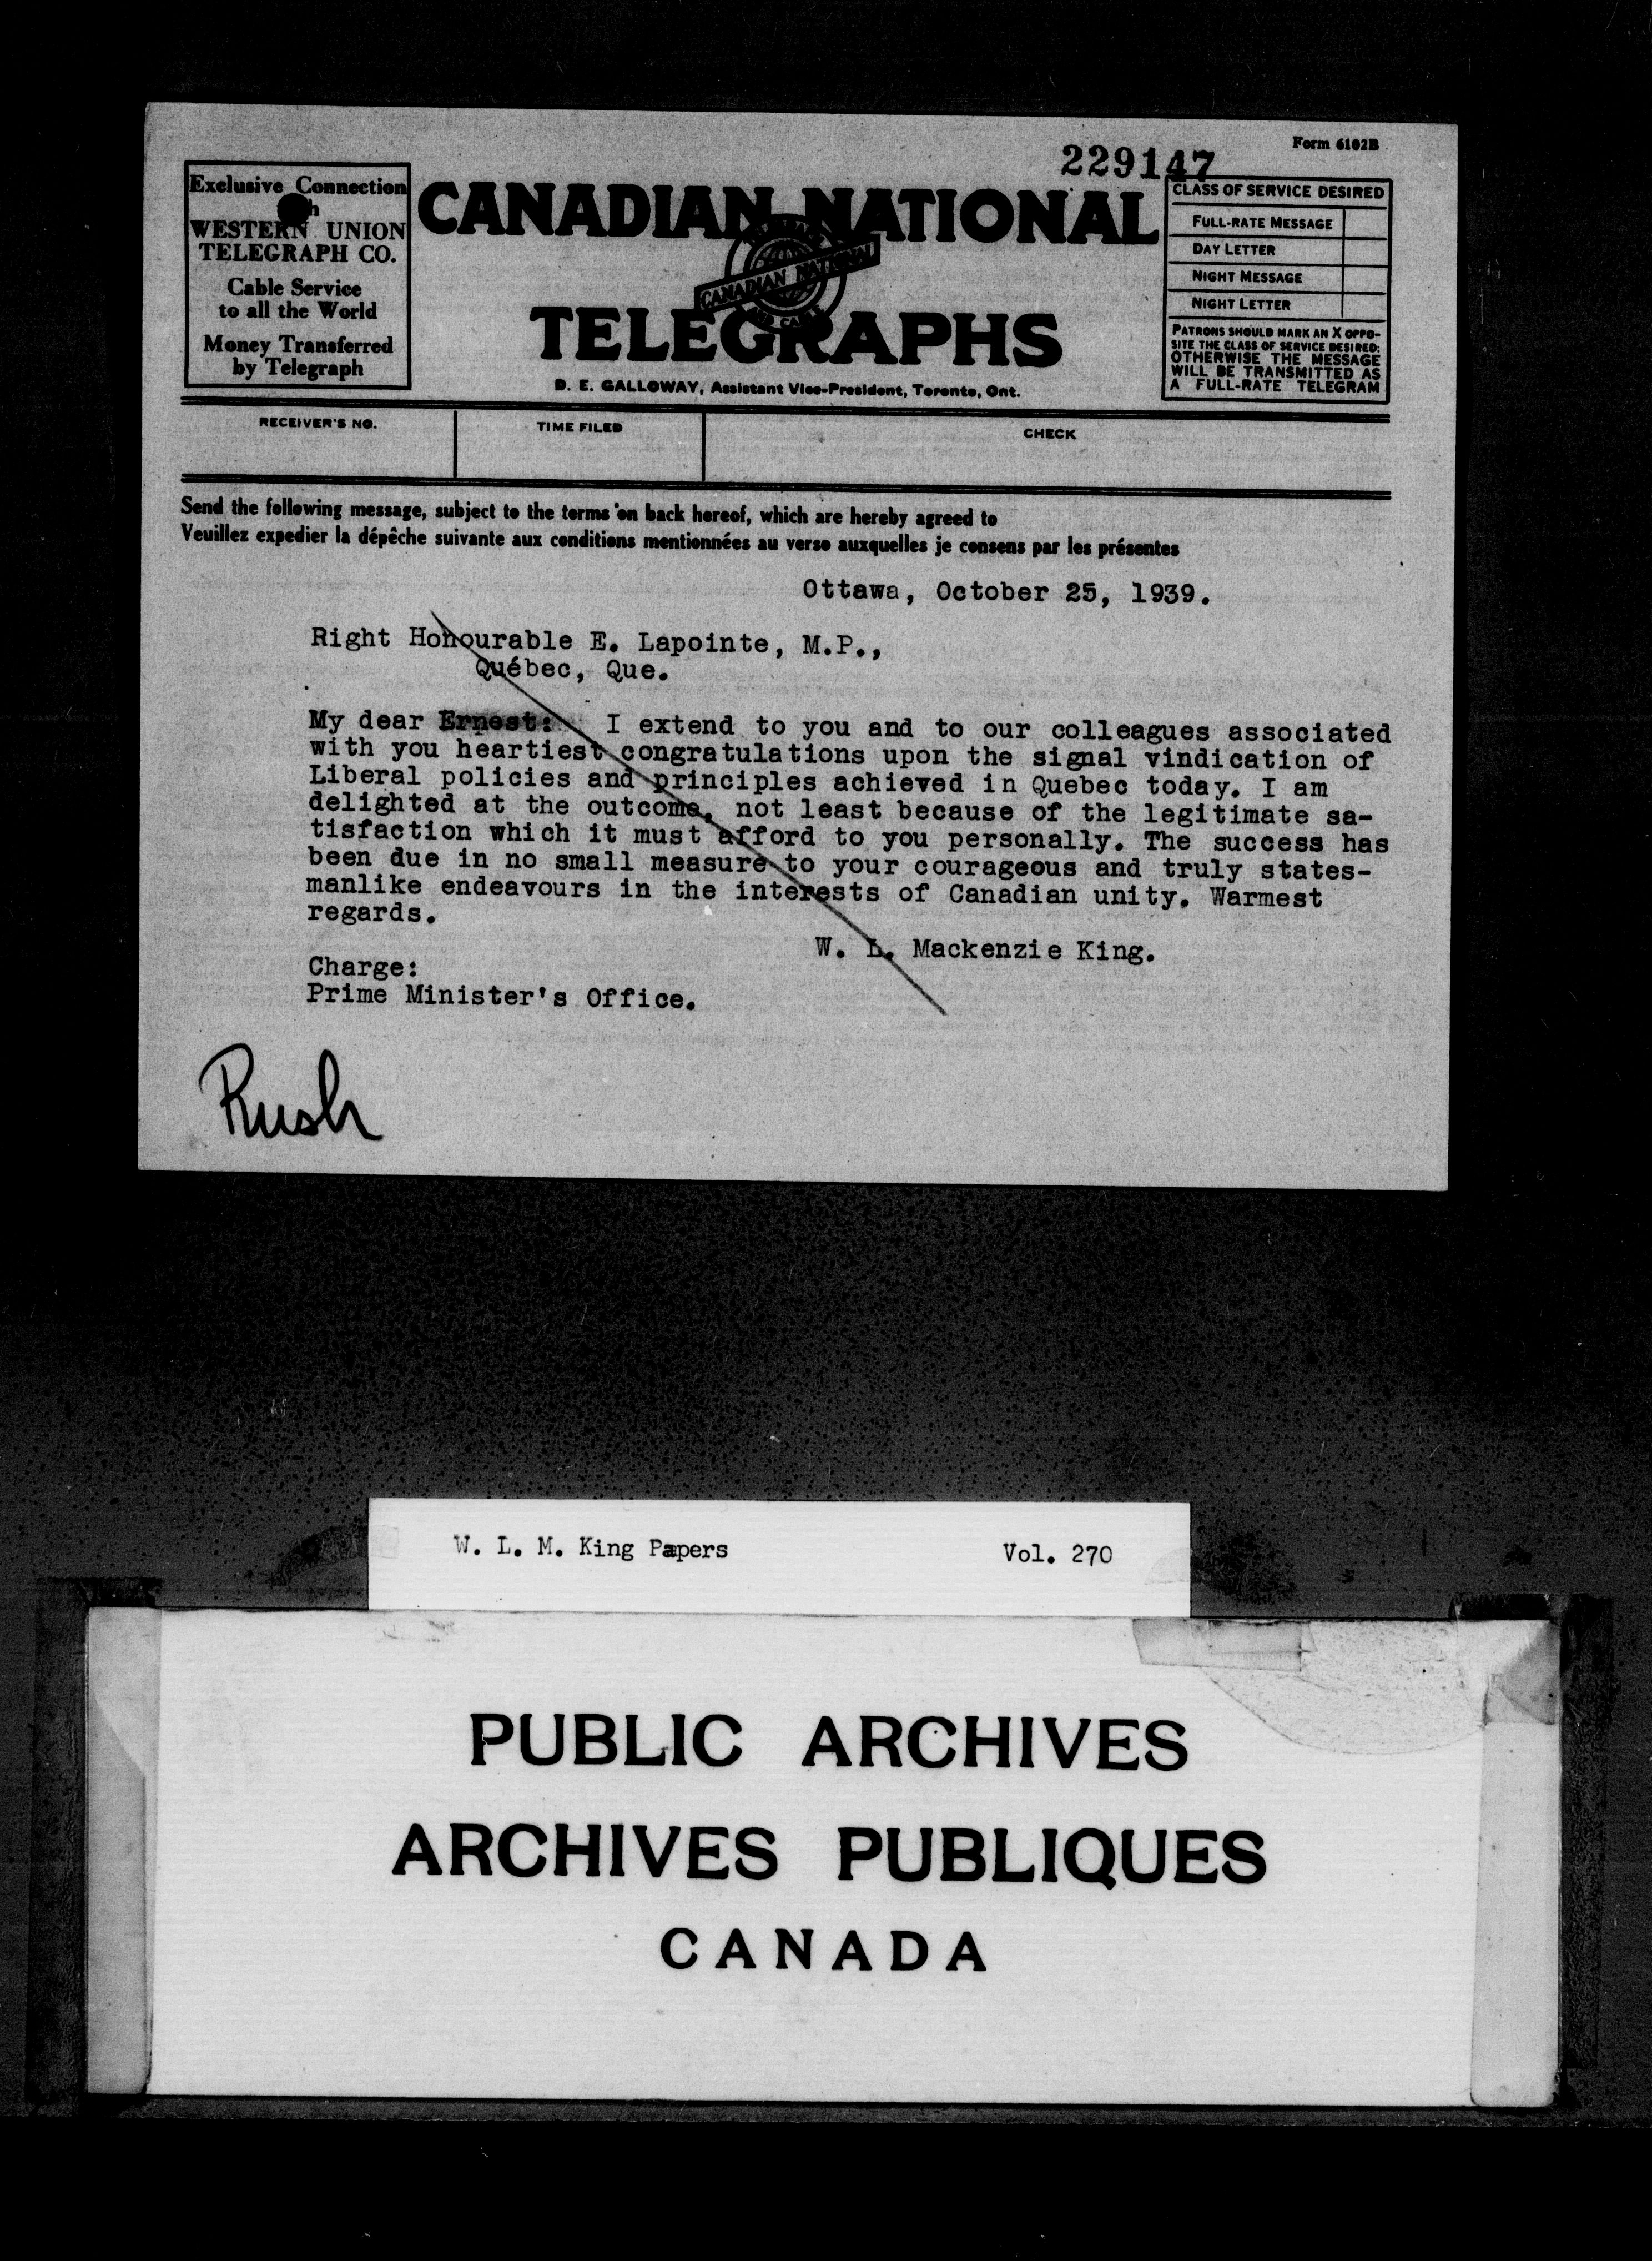 Form 6102B
229147
Exclusive Connection
WESTERN UNION
TELEGRAPH CO.
Cable Service
to all the World
Money Transferred
by Telegraph
CANADIAN NATIONAL
CANADIAN NATIONAL
TELEGRAPHS
D. E. GALLOWAY, Assistant Vice-President, Toronto, Ont.
CLASS OF SERVICE DESIRED
FULL-RATE MESSAGE
DAY LETTER
NIGHT MESSAGE
NIGHT LETTER
PATRONS SHOULD MARK AN X OPPO-
SITE THE CLASS OF SERVICE DESIRED:
OTHERWISE THE MESSAGE
WILL BE TRANSMITTED AS
A FULL-RATE TELEGRAM
RECEIVER'S NO.
TIME FILED
CHECK
Send the following message, subject to the terms on back hereof, which are hereby agreed to
Veuillez expedier la dépêche suivante aux conditions mentionnées au verso auxquelles je consens par les présentes
Ottawa, October 25, 1939.
Right Honourable E. Lapointe, M.P.,
Québec, Que.
My dear Ernest: I extend to you and to our colleagues associated
with you heartiest congratulations upon the signal vindication of
Liberal policies and principles achieved in Quebec today. I am
delighted at the outcome, not least because of the legitimate sa-
tisfaction which it must afford to you personally. The success has
been due in no small measure to your courageous and truly states-
manlike endeavours in the interests of Canadian unity. Warmest
regards.
W. L. Mackenzie King.
Charge:
Prime Minister's Office.
Rush
W. L. M. King Papers Vol. 270
PUBLIC ARCHIVES
ARCHIVES PUBLIQUES
CANADA